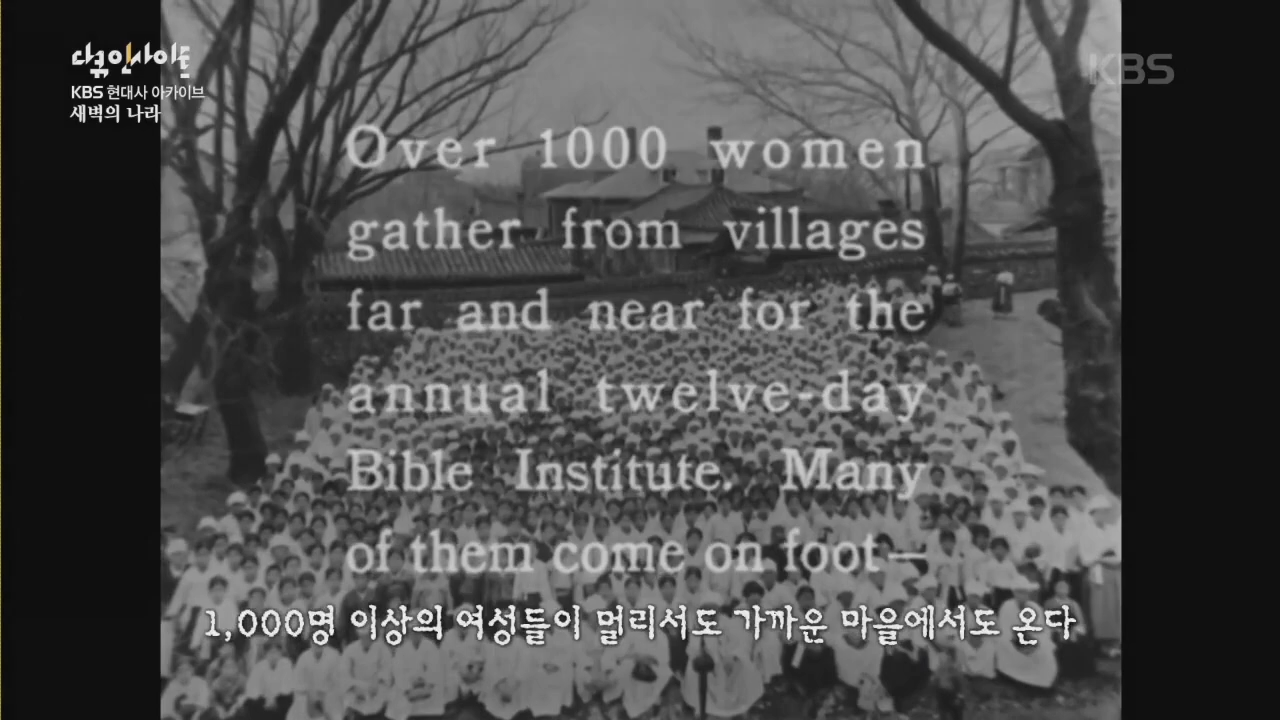 다큐 인사이트
KBS 현대사 아카이브
새벽의 나라
KBS
Over 1000 women
gather from villages
far and near for the
annual twelve-day
Bible Institute. Many
of them come on foot—
1,000명 이상의 여성들이 멀리서도 가까운 마을에서도 온다